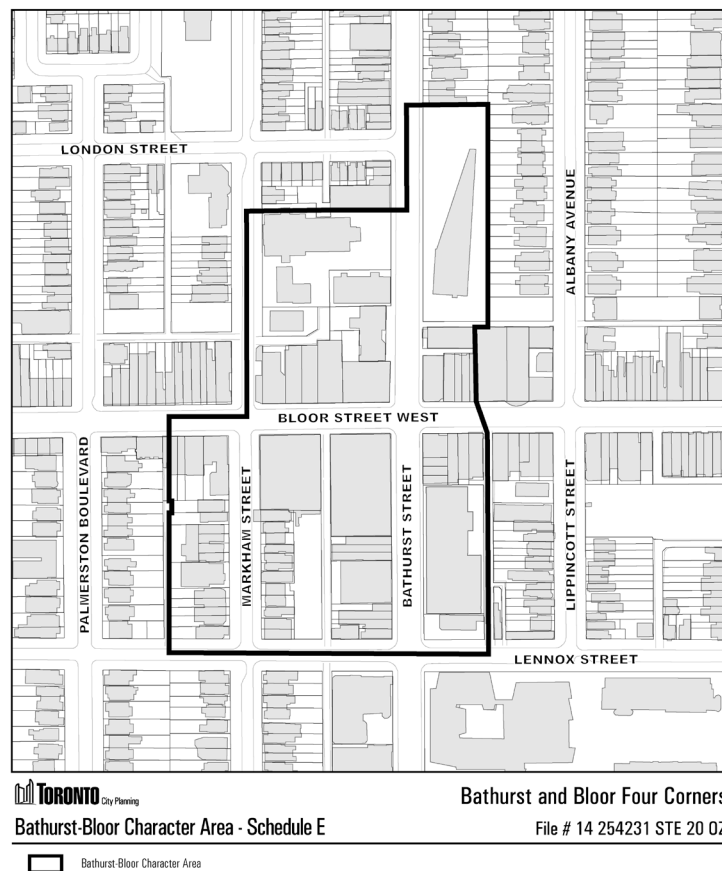 LONDON STREET
ALBANY AVENUE
BLOOR STREET WEST
PALMERSTON BOULEVARD
MARKHAM STREET
BATHURST STREET
LIPPINCOTT STREET
LENNOX STREET
TORONTO City Planning
Bathurst and Bloor Four Corners
Bathurst-Bloor Character Area - Schedule E
File # 14 254231 STE 20 OZ
Bathurst-Bloor Character Area